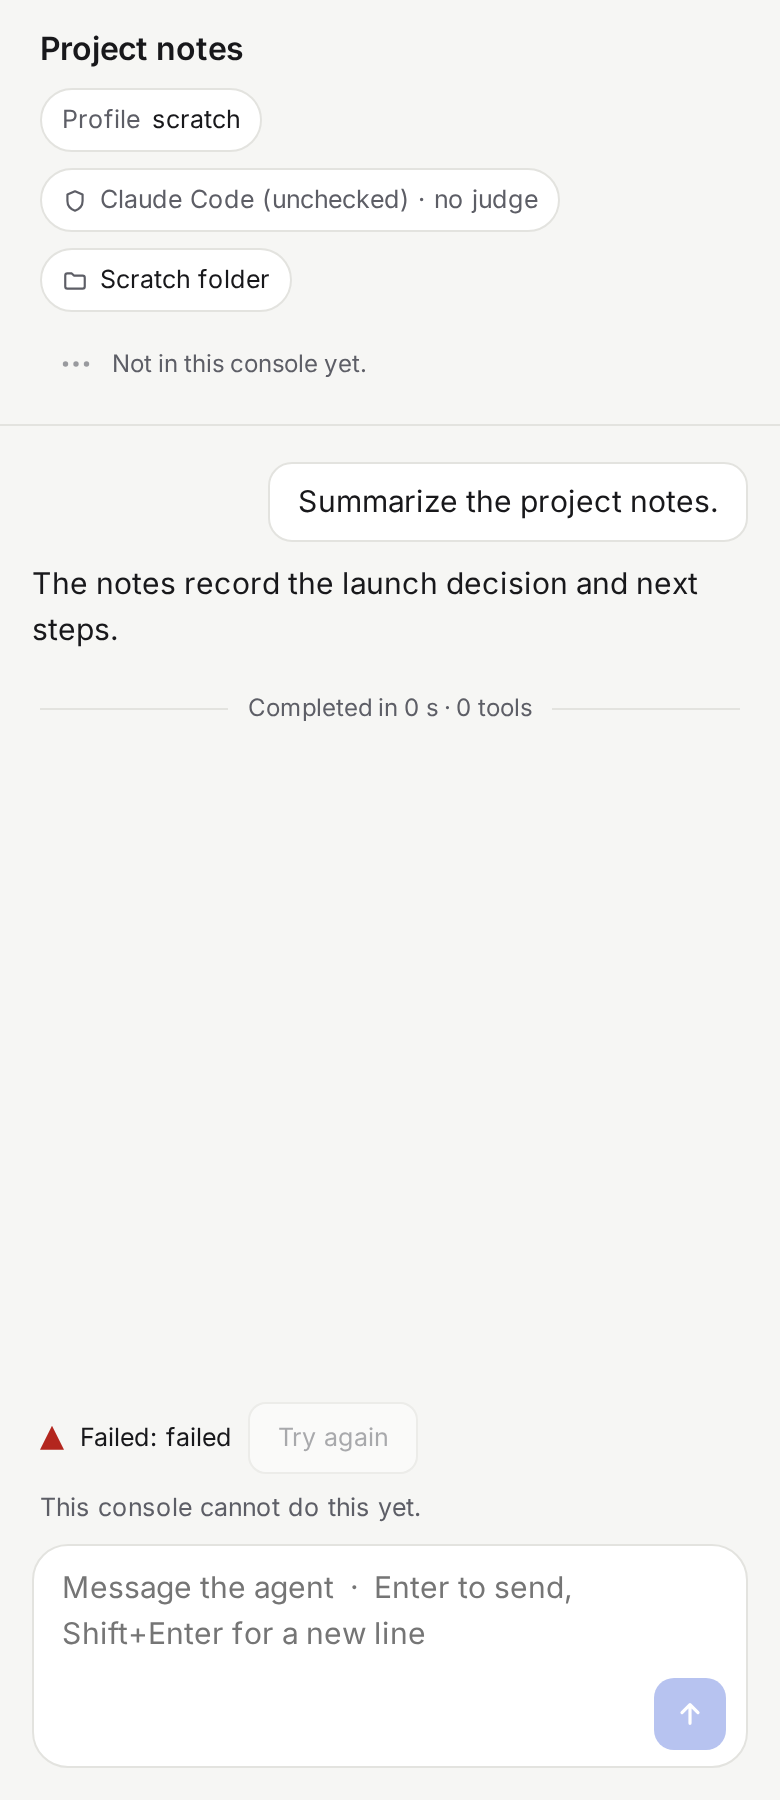 Project notes
Profile scratch
Claude Code (unchecked) · no judge
Scratch folder
Not in this console yet.
Summarize the project notes.
The notes record the launch decision and next
steps.
Completed in 0 s · 0 tools
Failed: failed Try again
This console cannot do this yet.
Message the agent · Enter to send,
Shift+Enter for a new line